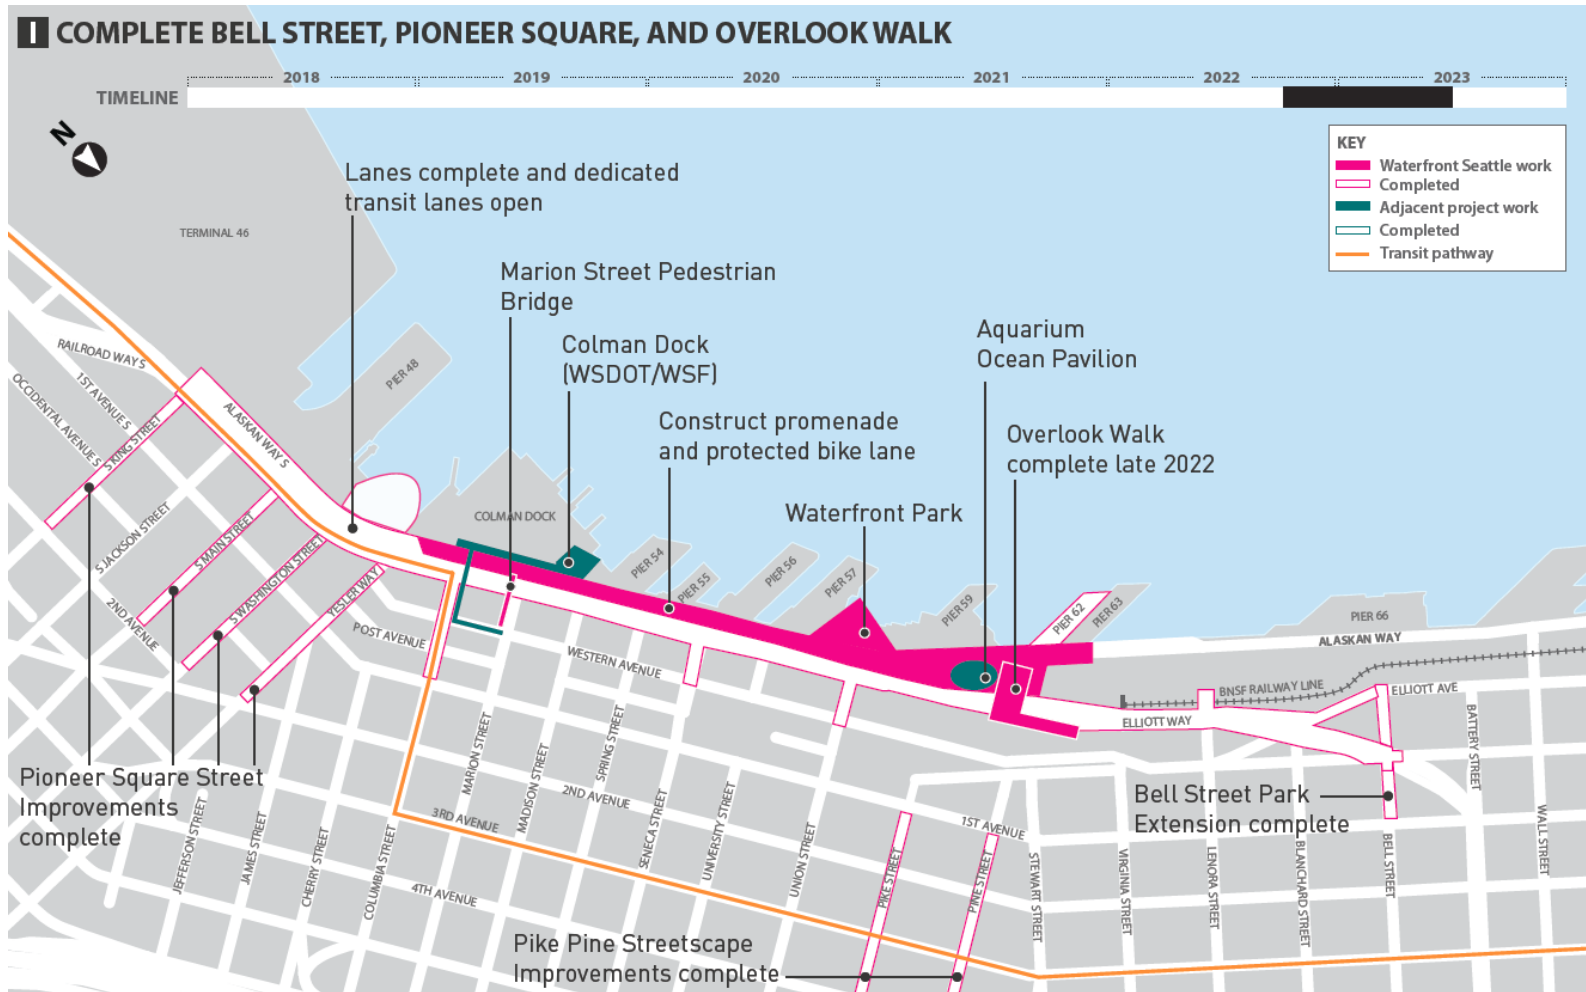 I COMPLETE BELL STREET, PIONEER SQUARE, AND OVERLOOK WALK
2018 2019 2020 2021 2022 2023
TIMELINE
N
KEY
Waterfront Seattle work
Completed
Adjacent project work
Completed
Transit pathway
Lanes complete and dedicated
transit lanes open
TERMINAL 46
Marion Street Pedestrian
Bridge
Colman Dock
(WSDOT/WSF)
Aquarium
Ocean Pavilion
Construct promenade
and protected bike lane
Overlook Walk
complete late 2022
Waterfront Park
RAILROAD WAY S
1ST AVENUE S
OCCIDENTAL AVENUE S
S KING STREET
ALASKAN WAY S
PIER 48
COLMAN DOCK
S JACKSON STREET
S MAIN STREET
S WASHINGTON STREET
YESLER WAY
2ND AVENUE
POST AVENUE
WESTERN AVENUE
PIER 54
PIER 55
PIER 56
PIER 57
PIER 59
PIER 62
PIER 63
PIER 66
ALASKAN WAY
BNSF RAILWAY LINE
ELLIOTT AVE
ELLIOTT WAY
Pioneer Square Street
Improvements
complete
Bell Street Park
Extension complete
MARION STREET
MADISON STREET
SPRING STREET
2ND AVENUE
3RD AVENUE
SENECA STREET
UNIVERSITY STREET
UNION STREET
1ST AVENUE
PIKE STREET
PINE STREET
STEWART STREET
VIRGINIA STREET
LENORA STREET
BLANCHARD STREET
BELL STREET
BATTERY STREET
WALL STREET
JEFFERSON STREET
JAMES STREET
CHERRY STREET
COLUMBIA STREET
4TH AVENUE
Pike Pine Streetscape
Improvements complete